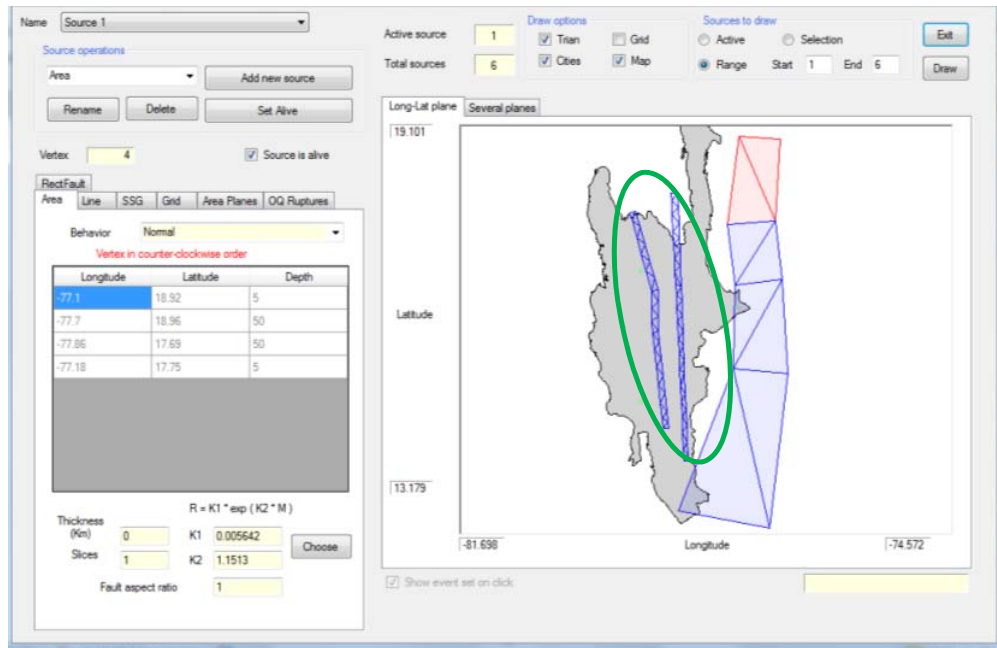 Name Source 1
Source operations
Area Add new source
Rename Delete Set Alive
Vertex 4 Source is alive
RectFault
Area Line SSG Grid Area Planes OQ Ruptures
Behavior Normal
Vertex in counter-clockwise order
Longitude Latitude Depth
-77.1 18.92 5
-77.7 18.96 50
-77.86 17.69 50
-77.18 17.75 5
R = K1 * exp ( K2 * M )
Thickness
(Km) 0 K1 0.005642
Choose
Slices 1 K2 1.1513
Fault aspect ratio 1
Active source 1
Total sources 6
Draw options
Trian Grid
Cities Map
Sources to draw
Active Selection
Range Start 1 End 6
Exit
Draw
Long-Lat plane Several planes
19.101
Latitude
13.179
-81.698 Longitude -74.572
Show event set on click